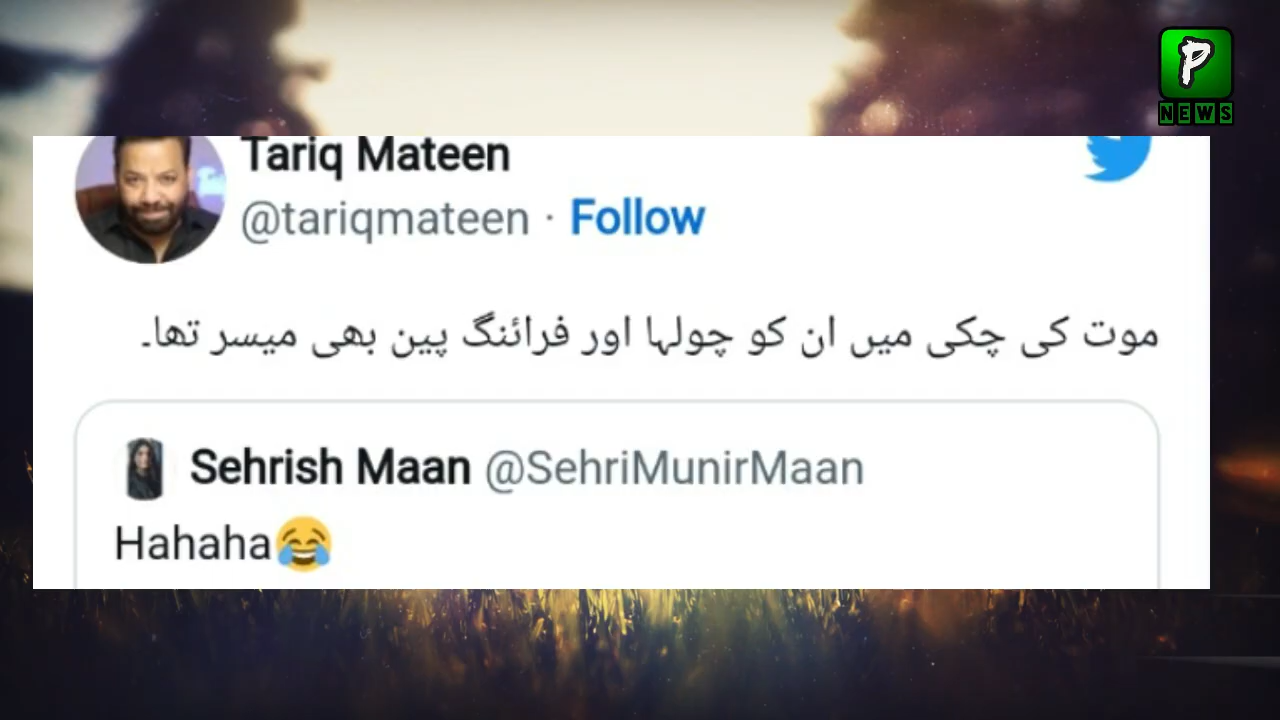 P
NEWS
Tariq Mateen
@tariqmateen · Follow
موت کی چکی میں ان کو چولہا اور فرائنگ پین بھی میسر تھا۔
Sehrish Maan @SehriMunirMaan
Hahaha😂